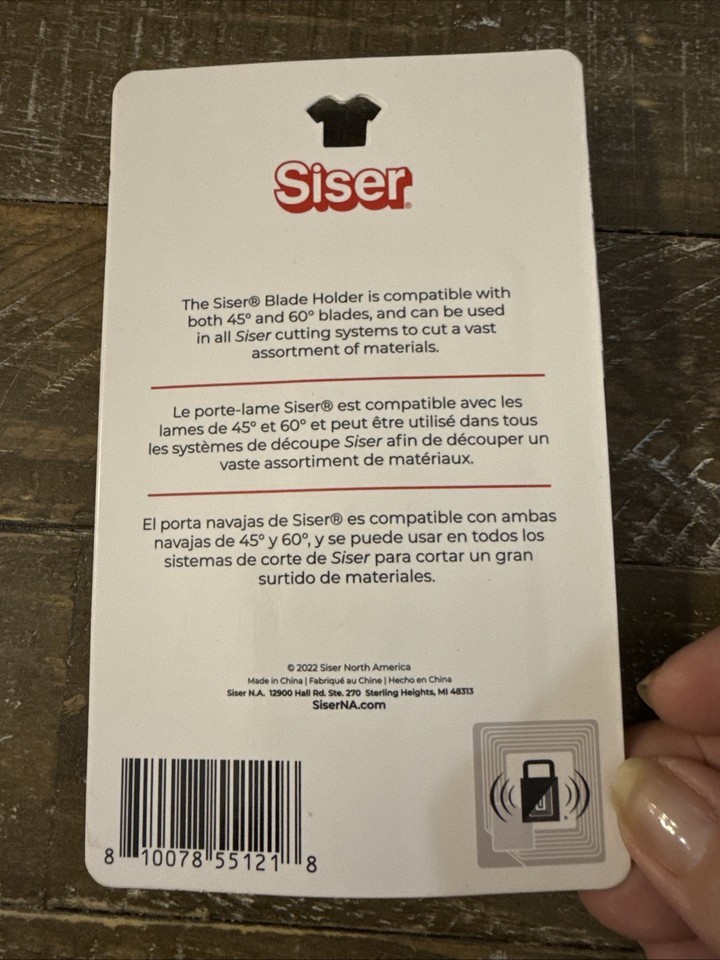 Siser®
The Siser® Blade Holder is compatible with
both 45° and 60° blades, and can be used
in all Siser cutting systems to cut a vast
assortment of materials.
Le porte-lame Siser® est compatible avec les
lames de 45° et 60° et peut être utilisé dans tous
les systèmes de découpe Siser afin de découper un
vaste assortiment de matériaux.
El porta navajas de Siser® es compatible con ambas
navajas de 45° y 60°, y se puede usar en todos los
sistemas de corte de Siser para cortar un gran
surtido de materiales.
© 2022 Siser North America
Made in China | Fabriqué au Chine | Hecho en China
Siser N.A. 12900 Hall Rd. Ste. 270 Sterling Heights, MI 48313
SiserNA.com
8 10078 55121 8